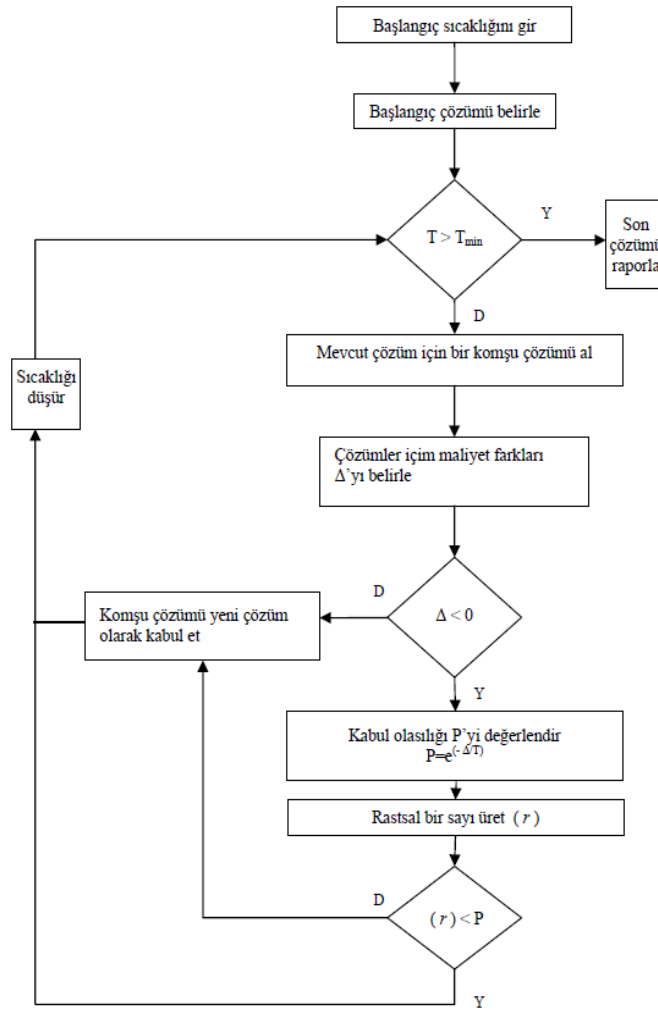 Başlangıç sıcaklığını gir
Başlangıç çözümü belirle
T > Tmin
Y
Son
çözümü
raporla
D
Mevcut çözüm için bir komşu çözümü al
Sıcaklığı
düşür
Çözümler içim maliyet farkları
Δ'yı belirle
Δ < 0
D
Komşu çözümü yeni çözüm
olarak kabul et
Y
Kabul olasılığı P'yi değerlendir
P=e(- Δ/T)
Rastsal bir sayı üret ( r )
D
( r ) < P
Y